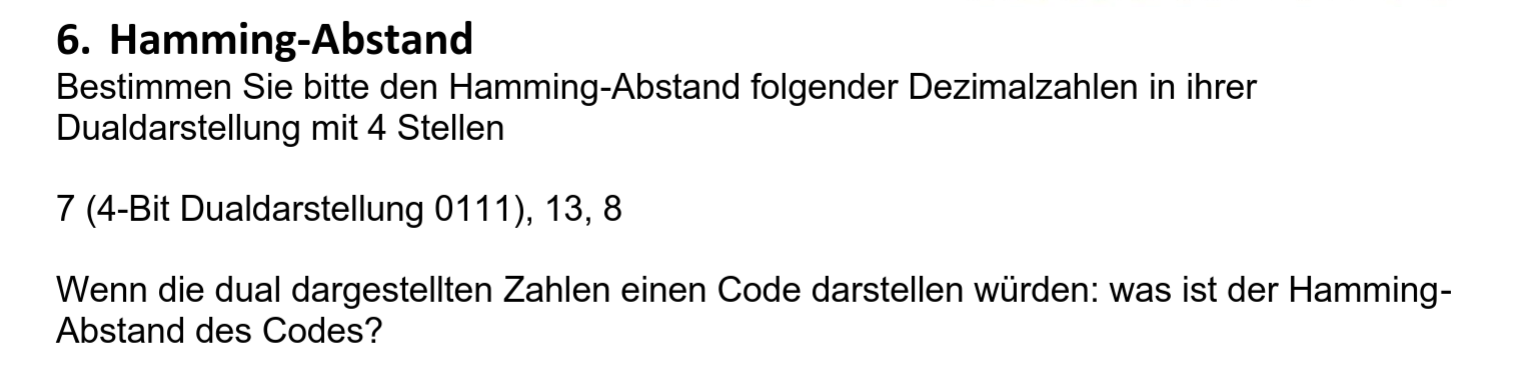 6. Hamming-Abstand
Bestimmen Sie bitte den Hamming-Abstand folgender Dezimalzahlen in ihrer
Dualdarstellung mit 4 Stellen
7 (4-Bit Dualdarstellung 0111), 13, 8
Wenn die dual dargestellten Zahlen einen Code darstellen würden: was ist der Hamming-
Abstand des Codes?